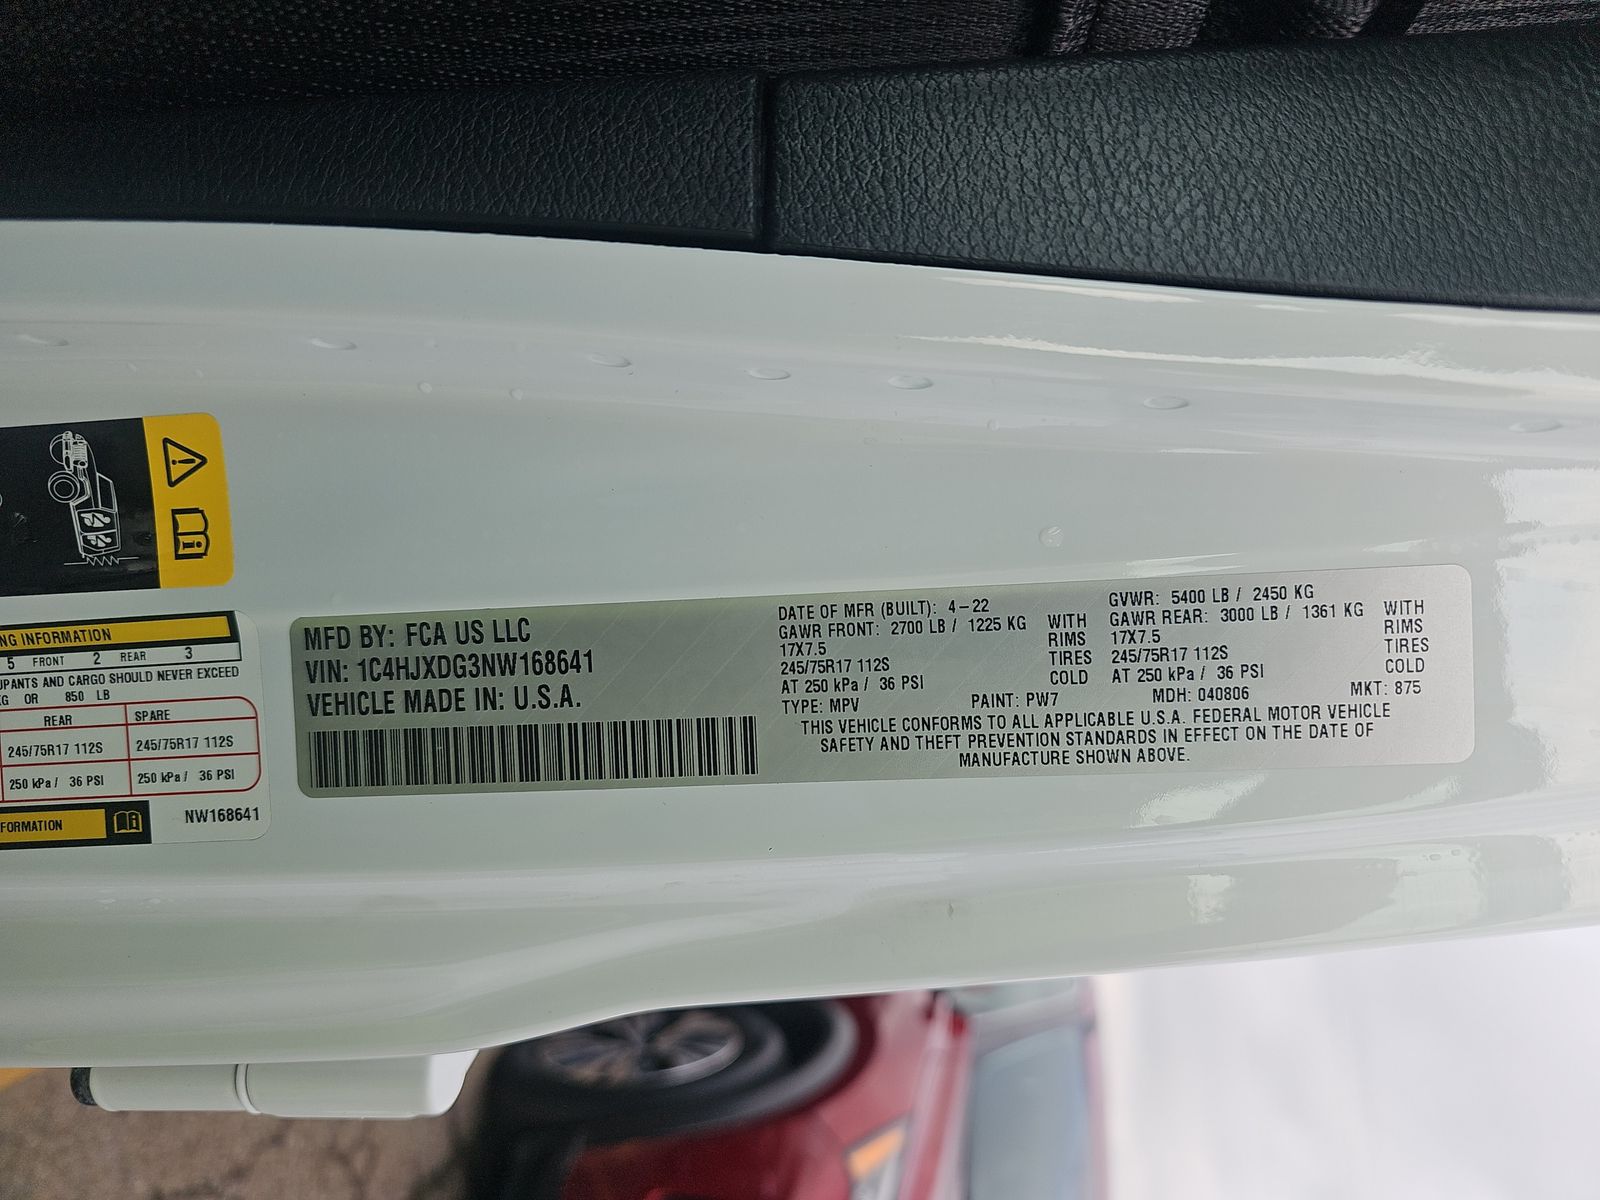 MFD BY: FCA US LLC
VIN: 1C4HJXDG3NW168641
VEHICLE MADE IN: U.S.A.
DATE OF MFR (BUILT): 4-22
GAWR FRONT: 2700 LB / 1225 KG WITH
17X7.5 RIMS
245/75R17 112S TIRES
AT 250 kPa / 36 PSI COLD
GVWR: 5400 LB / 2450 KG
GAWR REAR: 3000 LB / 1361 KG WITH
17X7.5 RIMS
245/75R17 112S TIRES
AT 250 kPa / 36 PSI COLD
TYPE: MPV PAINT: PW7 MDH: 040806 MKT: 875
THIS VEHICLE CONFORMS TO ALL APPLICABLE U.S.A. FEDERAL MOTOR VEHICLE
SAFETY AND THEFT PREVENTION STANDARDS IN EFFECT ON THE DATE OF
MANUFACTURE SHOWN ABOVE.
NG INFORMATION
5 FRONT 2 REAR 3
UPANTS AND CARGO SHOULD NEVER EXCEED
KG OR 850 LB
REAR SPARE
245/75R17 112S 245/75R17 112S
250 kPa / 36 PSI 250 kPa / 36 PSI
FORMATION
NW168641